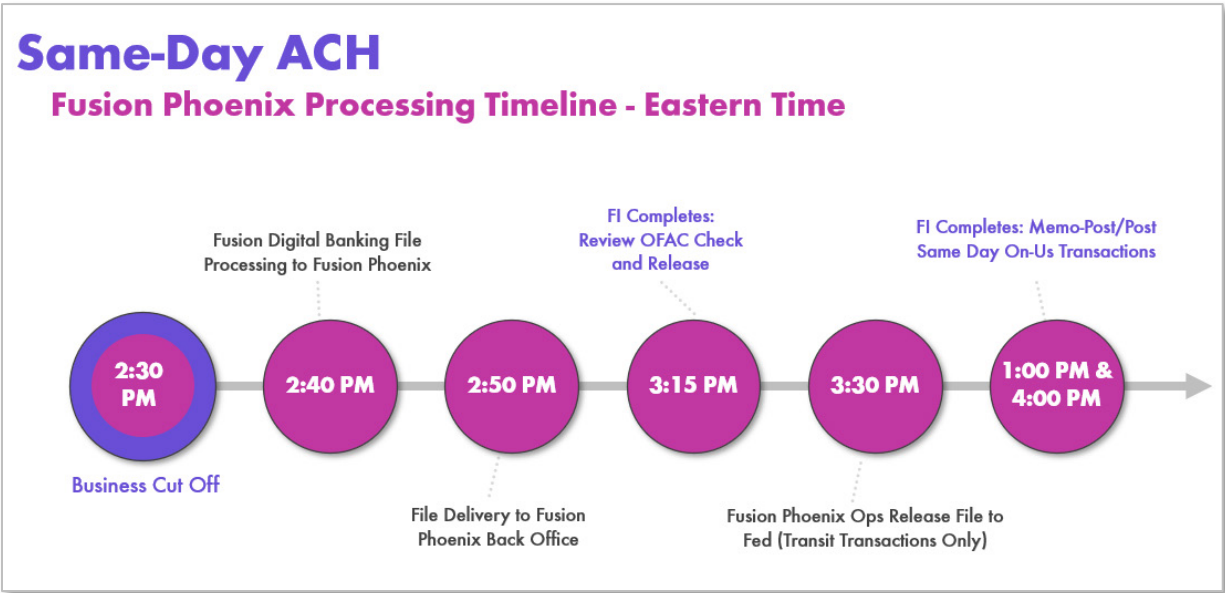 Same-Day ACH
Fusion Phoenix Processing Timeline - Eastern Time
2:30
PM
Business Cut Off
Fusion Digital Banking File
Processing to Fusion Phoenix
2:40 PM
2:50 PM
File Delivery to Fusion
Phoenix Back Office
FI Completes:
Review OFAC Check
and Release
3:15 PM
3:30 PM
Fusion Phoenix Ops Release File to
Fed (Transit Transactions Only)
FI Completes: Memo-Post/Post
Same Day On-Us Transactions
1:00 PM &
4:00 PM